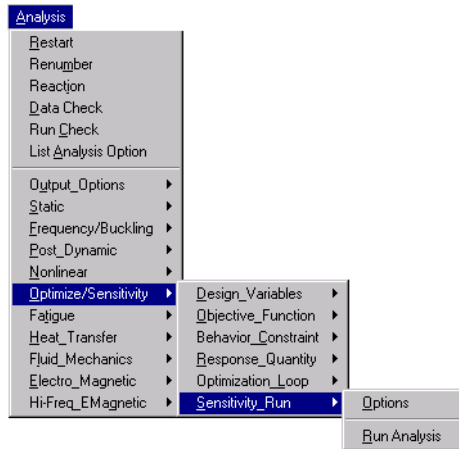 Analysis
Restart
Renumber
Reaction
Data Check
Run Check
List Analysis Option
Output_Options
Static
Frequency/Buckling
Post_Dynamic
Nonlinear
Optimize/Sensitivity
Fatigue
Heat_Transfer
Fluid_Mechanics
Electro_Magnetic
Hi-Freq_EMagnetic
Design_Variables
Objective_Function
Behavior_Constraint
Response_Quantity
Optimization_Loop
Sensitivity_Run
Options
Run Analysis